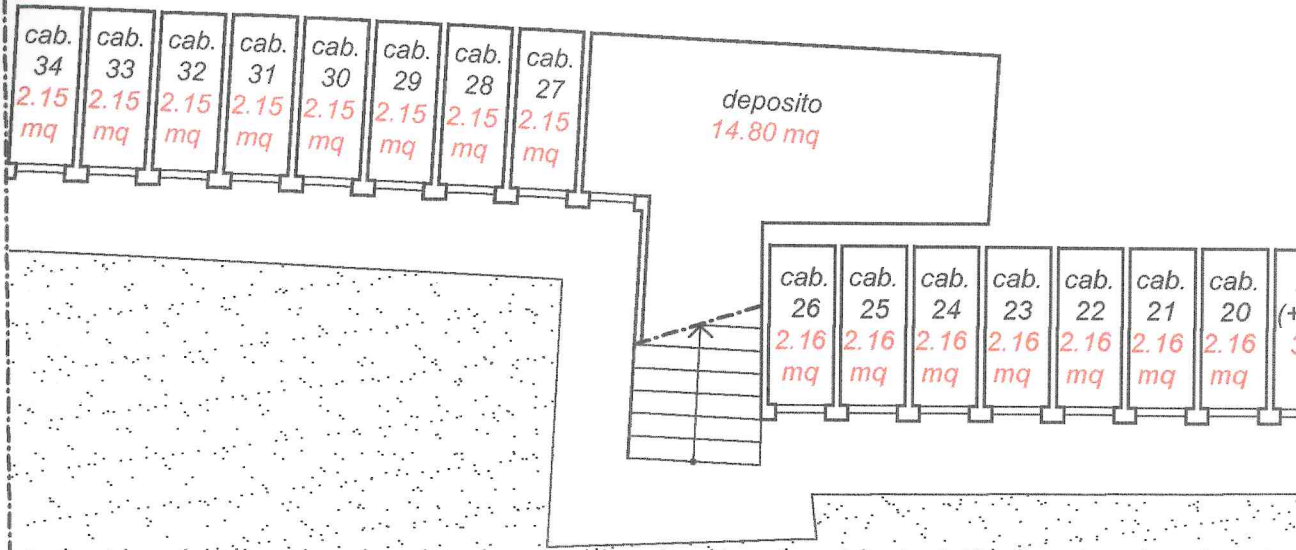 cab.
34
2.15
mq
cab.
33
2.15
mq
cab.
32
2.15
mq
cab.
31
2.15
mq
cab.
30
2.15
mq
cab.
29
2.15
mq
cab.
28
2.15
mq
cab.
27
2.15
mq
deposito
14.80 mq
cab.
26
2.16
mq
cab.
25
2.16
mq
cab.
24
2.16
mq
cab.
23
2.16
mq
cab.
22
2.16
mq
cab.
21
2.16
mq
cab.
20
2.16
mq